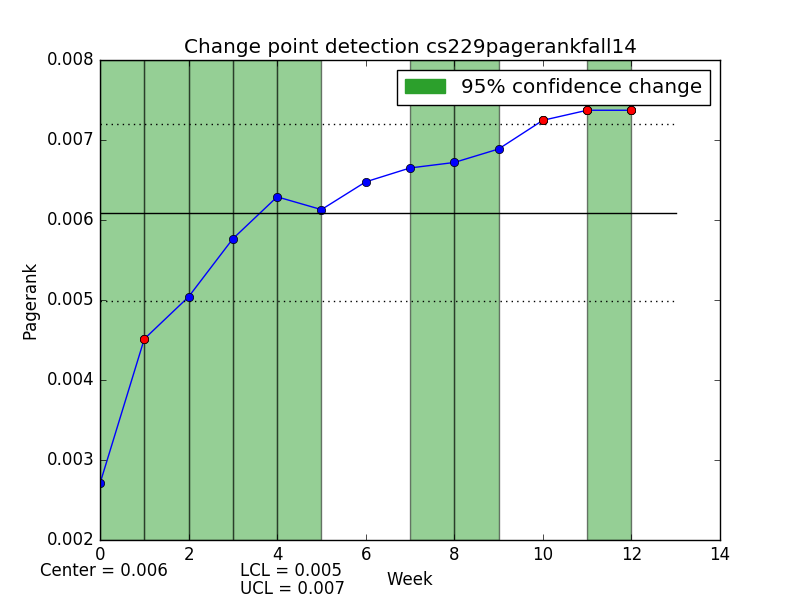 Change point detection cs229pagerankfall14
95% confidence change
0.008
0.007
0.006
0.005
0.004
0.003
0.002
Pagerank
0 2 4 6 8 10 12 14
Week
Center = 0.006
LCL = 0.005
UCL = 0.007